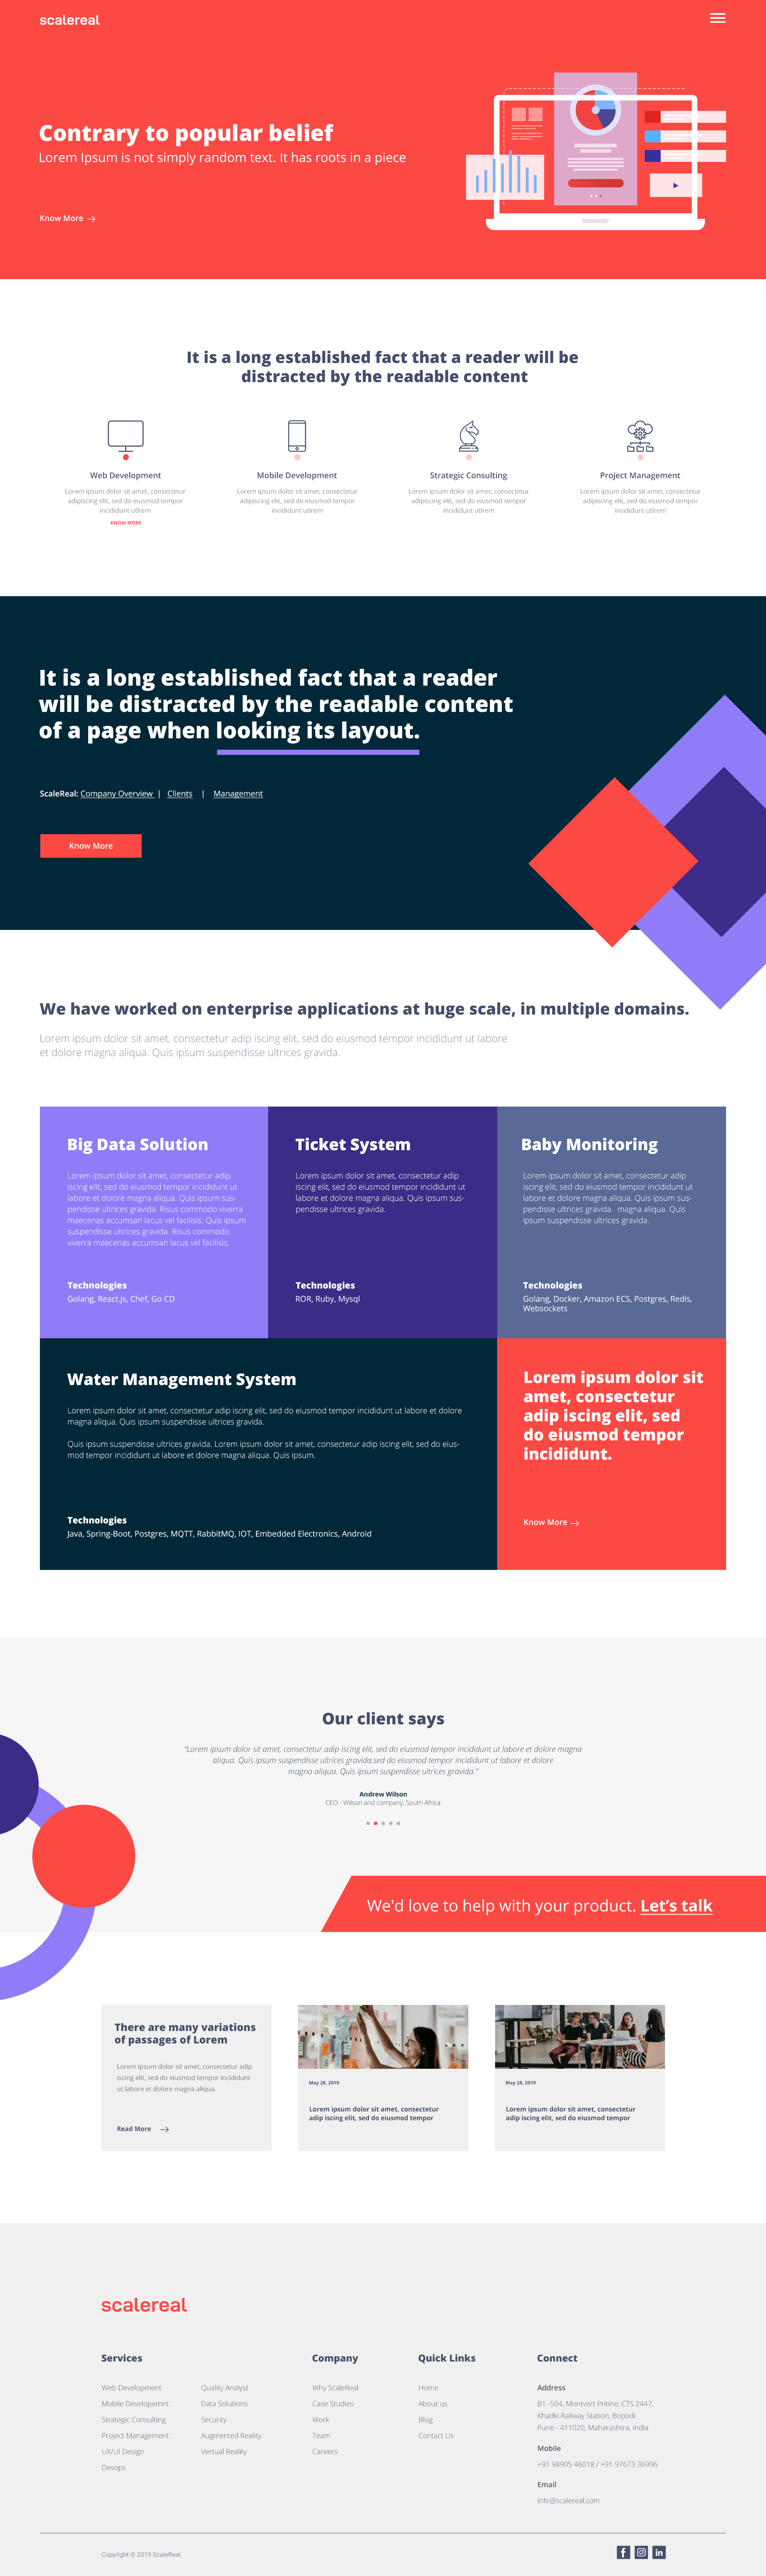 scalereal
Contrary to popular belief
Lorem Ipsum is not simply random text. It has roots in a piece
Know More
It is a long established fact that a reader will be
distracted by the readable content
Web Development
Lorem ipsum dolor sit amet, consectetur
adipiscing elit, sed do eiusmod tempor
incididunt utlrem
KNOW MORE
Mobile Development
Lorem ipsum dolor sit amet, consectetur
adipiscing elit, sed do eiusmod tempor
incididunt utlrem
Strategic Consulting
Lorem ipsum dolor sit amet, consectetur
adipiscing elit, sed do eiusmod tempor
incididunt utlrem
Project Management
Lorem ipsum dolor sit amet, consectetur
adipiscing elit, sed do eiusmod tempor
incididunt utlrem
It is a long established fact that a reader
will be distracted by the readable content
of a page when looking its layout.
ScaleReal: Company Overview | Clients | Management
Know More
We have worked on enterprise applications at huge scale, in multiple domains.
Lorem ipsum dolor sit amet, consectetur adip iscing elit, sed do eiusmod tempor incididunt ut labore
et dolore magna aliqua. Quis ipsum suspendisse ultrices gravida.
Big Data Solution
Lorem ipsum dolor sit amet, consectetur adip
iscing elit, sed do eiusmod tempor incididunt ut
labore et dolore magna aliqua. Quis ipsum sus-
pendisse ultrices gravida. Risus commodo viverra
maecenas accumsan lacus vel facilisis. Quis ipsum
suspendisse ultrices gravida. Risus commodo
viverra maecenas accumsan lacus vel facilisis.
Technologies
Golang, React.js, Chef, Go CD
Ticket System
Lorem ipsum dolor sit amet, consectetur adip
iscing elit, sed do eiusmod tempor incididunt ut
labore et dolore magna aliqua. Quis ipsum sus-
pendisse ultrices gravida.
Technologies
ROR, Ruby, Mysql
Baby Monitoring
Lorem ipsum dolor sit amet, consectetur adip
iscing elit, sed do eiusmod tempor incididunt ut
labore et dolore magna aliqua. Quis ipsum sus-
pendisse ultrices gravida. magna aliqua. Quis
ipsum suspendisse ultrices gravida.
Technologies
Golang, Docker, Amazon ECS, Postgres, Redis,
Websockets
Water Management System
Lorem ipsum dolor sit amet, consectetur adip iscing elit, sed do eiusmod tempor incididunt ut labore et dolore
magna aliqua. Quis ipsum suspendisse ultrices gravida.
Quis ipsum suspendisse ultrices gravida. Lorem ipsum dolor sit amet, consectetur adip iscing elit, sed do eius-
mod tempor incididunt ut labore et dolore magna aliqua. Quis ipsum.
Technologies
Java, Spring-Boot, Postgres, MQTT, RabbitMQ, IOT, Embedded Electronics, Android
Lorem ipsum dolor sit
amet, consectetur
adip iscing elit, sed
do eiusmod tempor
incididunt.
Know More
Our client says
“Lorem ipsum dolor sit amet, consectetur adip iscing elit, sed do eiusmod tempor incididunt ut labore et dolore magna
aliqua. Quis ipsum suspendisse ultrices gravida.sed do eiusmod tempor incididunt ut labore et dolore
magna aliqua. Quis ipsum suspendisse ultrices gravida.”
Andrew Wilson
CEO - Wilson and company, South Africa
We'd love to help with your product. Let’s talk
There are many variations
of passages of Lorem
Lorem ipsum dolor sit amet, consectetur adip
iscing elit, sed do eiusmod tempor incididunt
ut labore et dolore magna aliqua.
Read More
May 28, 2019
Lorem ipsum dolor sit amet, consectetur
adip iscing elit, sed do eiusmod tempor
May 28, 2019
Lorem ipsum dolor sit amet, consectetur
adip iscing elit, sed do eiusmod tempor
scalereal
Services
Web Development
Mobile Developemnt
Strategic Consulting
Project Management
UX/UI Design
Devops
Quality Analyst
Data Solutions
Security
Augmented Reality
Vertual Reality
Company
Why ScaleReal
Case Studies
Work
Team
Careers
Quick Links
Home
About us
Blog
Contact Us
Connect
Address
B1 -504, Montvert Pritine, CTS 2447,
Khadki Railway Station, Bopodi
Pune - 411020, Maharashtra, India
Mobile
+91 98905 46018 / +91 97673 36996
Email
info@scalereal.com
Copyright © 2019 ScaleReal